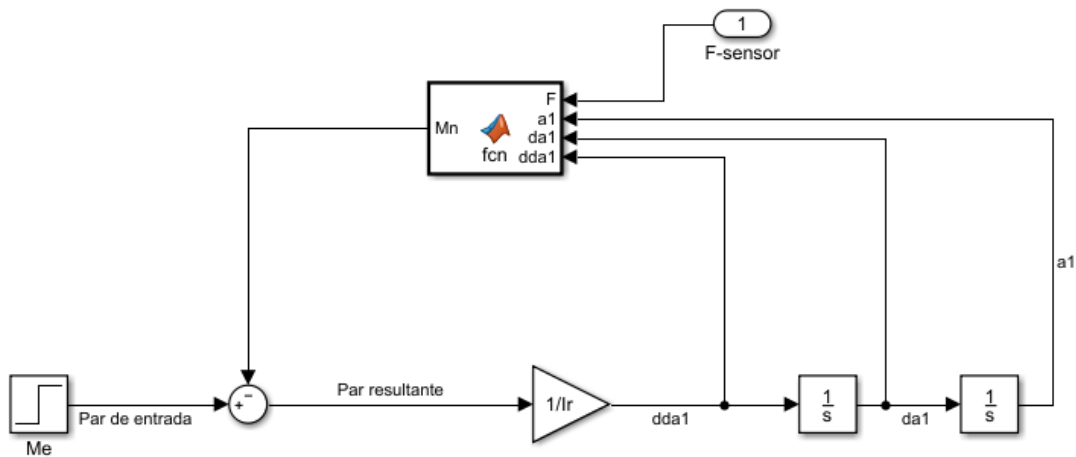 1
F-sensor
F
a1
Mn
da1
fcn
dda1
a1
Par resultante
Par de entrada
+
−
1/Ir
dda1
1
s
da1
1
s
Me